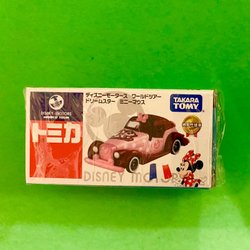 DISNEY MOTORS
ディズニーモータース ワールドツアー
ドリームスター ミニーマウス
TAKARA
TOMY
トミカ
DISNEY MOTORS